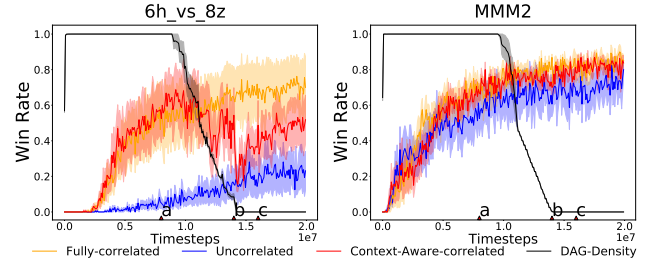 6h_vs_8z
MMM2
Win Rate
1.0
0.8
0.6
0.4
0.2
0.0
a
b
c
0.0 0.5 1.0 1.5 2.0
Timesteps
1e7
Win Rate
1.0
0.8
0.6
0.4
0.2
0.0
a
b
c
0.0 0.5 1.0 1.5 2.0
Timesteps
1e7
Fully-correlated Uncorrelated Context-Aware-correlated DAG-Density